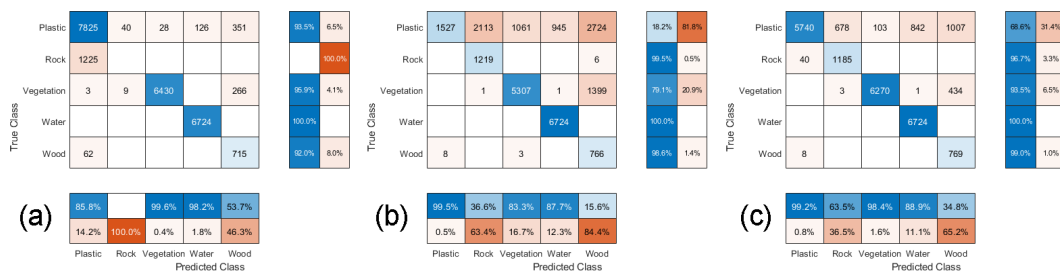 Plastic 7825 40 28 126 351 93.5% 6.5%
Rock 1225 100.0%
Vegetation 3 9 6430 266 95.9% 4.1%
Water 6724 100.0%
Wood 62 715 92.0% 8.0%
True Class
(a)
85.8% 99.6% 98.2% 53.7%
14.2% 100.0% 0.4% 1.8% 46.3%
Plastic Rock Vegetation Water Wood
Predicted Class
Plastic 1527 2113 1061 945 2724 18.2% 81.8%
Rock 1219 6 99.5% 0.5%
Vegetation 1 5307 1 1399 79.1% 20.9%
Water 6724 100.0%
Wood 8 3 766 98.6% 1.4%
True Class
(b)
99.5% 36.6% 83.3% 87.7% 15.6%
0.5% 63.4% 16.7% 12.3% 84.4%
Plastic Rock Vegetation Water Wood
Predicted Class
Plastic 5740 678 103 842 1007 68.6% 31.4%
Rock 40 1185 96.7% 3.3%
Vegetation 3 6270 1 434 93.5% 6.5%
Water 6724 100.0%
Wood 8 769 99.0% 1.0%
True Class
(c)
99.2% 63.5% 98.4% 88.9% 34.8%
0.8% 36.5% 1.6% 11.1% 65.2%
Plastic Rock Vegetation Water Wood
Predicted Class